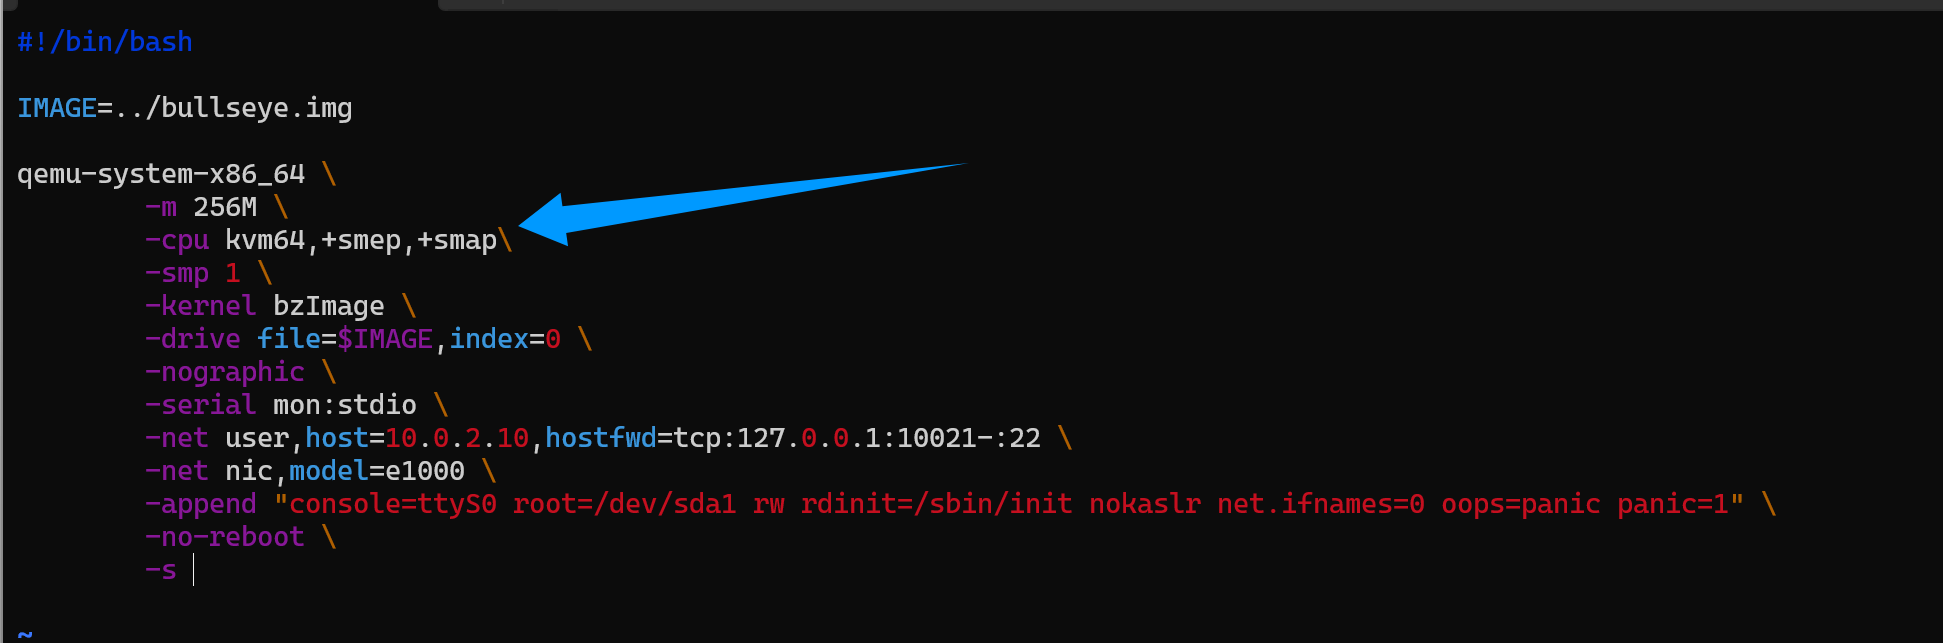 #!/bin/bash
IMAGE=../bullseye.img
qemu-system-x86_64 \
-m 256M \
-cpu kvm64,+smep,+smap\
-smp 1 \
-kernel bzImage \
-drive file=$IMAGE,index=0 \
-nographic \
-serial mon:stdio \
-net user,host=10.0.2.10,hostfwd=tcp:127.0.0.1:10021-:22 \
-net nic,model=e1000 \
-append "console=ttyS0 root=/dev/sda1 rw rdinit=/sbin/init nokaslr net.ifnames=0 oops=panic panic=1" \
-no-reboot \
-s
~